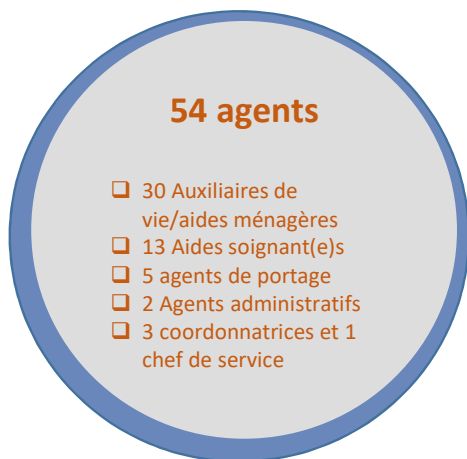 54 agents
❑ 30 Auxiliaires de
vie/aides ménagères
❑ 13 Aides soignant(e)s
❑ 5 agents de portage
❑ 2 Agents administratifs
❑ 3 coordonnatrices et 1
chef de service